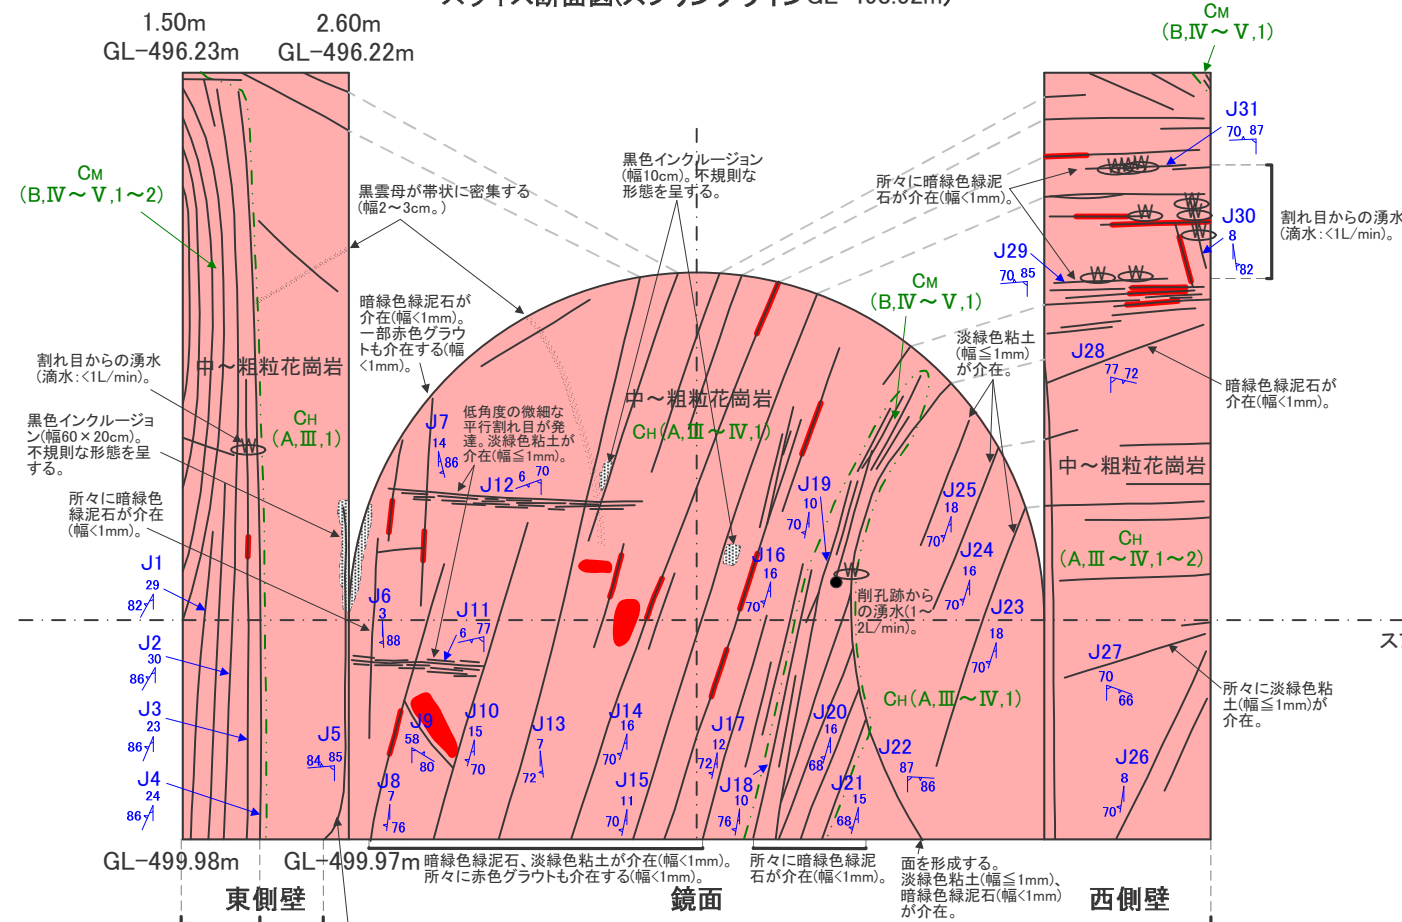 1.50m
GL-496.23m
2.60m
GL-496.22m
CM
(B,Ⅳ～Ⅴ,1)
CM
(B,Ⅳ～Ⅴ,1～2)
黒雲母が帯状に密集する
(幅2～3cm。)
黒色インクルージョン
(幅10cm)。不規則な
形態を呈する。
所々に暗緑色緑泥
石が介在(幅<1mm)。
J31
70 87
W
W
W
W
W
W
W
J30
8
82
割れ目からの湧水
(滴水:<1L/min)。
J29
70 85
W
W
CM
(B,Ⅳ～Ⅴ,1)
暗緑色緑泥石が
介在(幅<1mm)。
一部赤色グラウ
トも介在する(幅
<1mm)。
淡緑色粘土
(幅≦1mm)
が介在。
J28
77 72
暗緑色緑泥石が
介在(幅<1mm)。
割れ目からの湧水
(滴水:<1L/min)。
中～粗粒花崗岩
CH
(A,Ⅲ,1)
黒色インクルージョ
ン(幅60×20cm)。
不規則な形態を呈
する。
W
所々に暗緑色
緑泥石が介在
(幅<1mm)。
中～粗粒花崗岩
CH(A,Ⅲ～Ⅳ,1)
J7
14
86
低角度の微細な
平行割れ目が発
達。淡緑色粘土が
介在(幅≦1mm)。
J12
6 70
中～粗粒花崗岩
CH
(A,Ⅲ～Ⅳ,1～2)
J19
10
70
J25
18
70
J16
16
70
J24
16
70
W
削孔跡から
の湧水(1～
2L/min)。
J23
18
70
J1
29
82
J6
3
88
J11
6 77
J2
30
86
J3
23
86
J4
24
86
J5
84 85
J27
70
66
所々に淡緑色粘
土(幅≦1mm)が
介在。
CH(A,Ⅲ～Ⅳ,1)
J9
58
80
J10
15
70
J13
7
72
J14
16
70
J17
12
72
J20
16
68
J22
87
86
J26
8
70
J8
7
76
J15
11
70
J18
10
76
J21
15
68
GL-499.98m
GL-499.97m
暗緑色緑泥石、淡緑色粘土が介在(幅<1mm)。
所々に赤色グラウトも介在する(幅<1mm)。
所々に暗緑色緑泥
石が介在(幅<1mm)。
面を形成する。
淡緑色粘土(幅≦1mm)、
暗緑色緑泥石(幅<1mm)
が介在。
東側壁
鏡面
西側壁